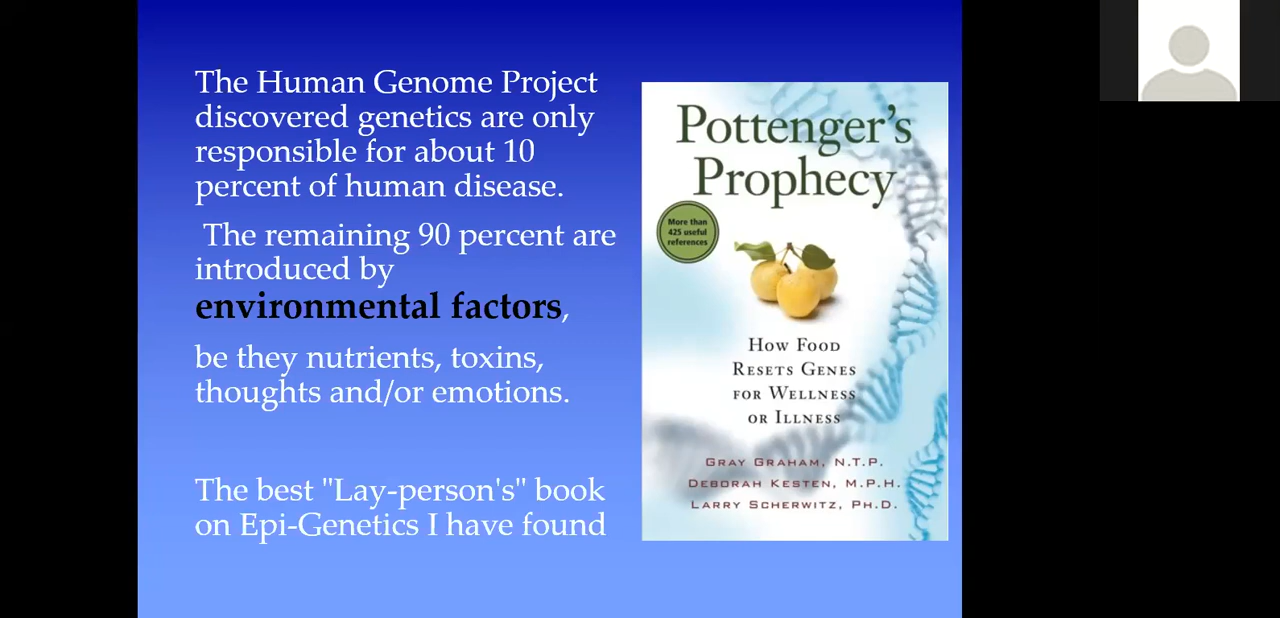 The Human Genome Project
discovered genetics are only
responsible for about 10
percent of human disease.
The remaining 90 percent are
introduced by
environmental factors,
be they nutrients, toxins,
thoughts and/or emotions.
The best "Lay-person's" book
on Epi-Genetics I have found
Pottenger's
Prophecy
More than
425 useful
references
How Food
Resets Genes
for Wellness
or Illness
Gray Graham, N.T.P.
Deborah Kesten, M.P.H.
Larry Scherwitz, Ph.D.